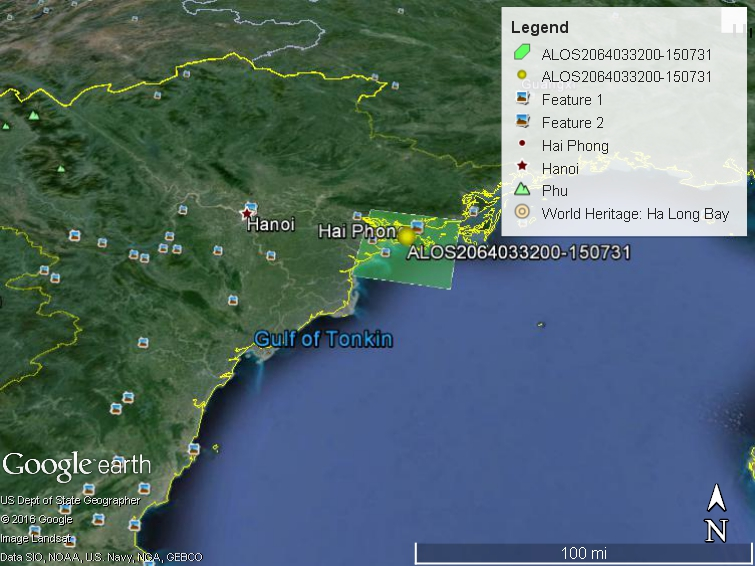 Legend
ALOS2064033200-150731
ALOS2064033200-150731
Feature 1
Feature 2
Hai Phong
Hanoi
Phu
World Heritage: Ha Long Bay
Hanoi
Hai Phon
ALOS2064033200-150731
Gulf of Tonkin
Google earth
US Dept of State Geographer
© 2016 Google
Image Landsat
Data SIO, NOAA, U.S. Navy, NGA, GEBCO
N
100 mi